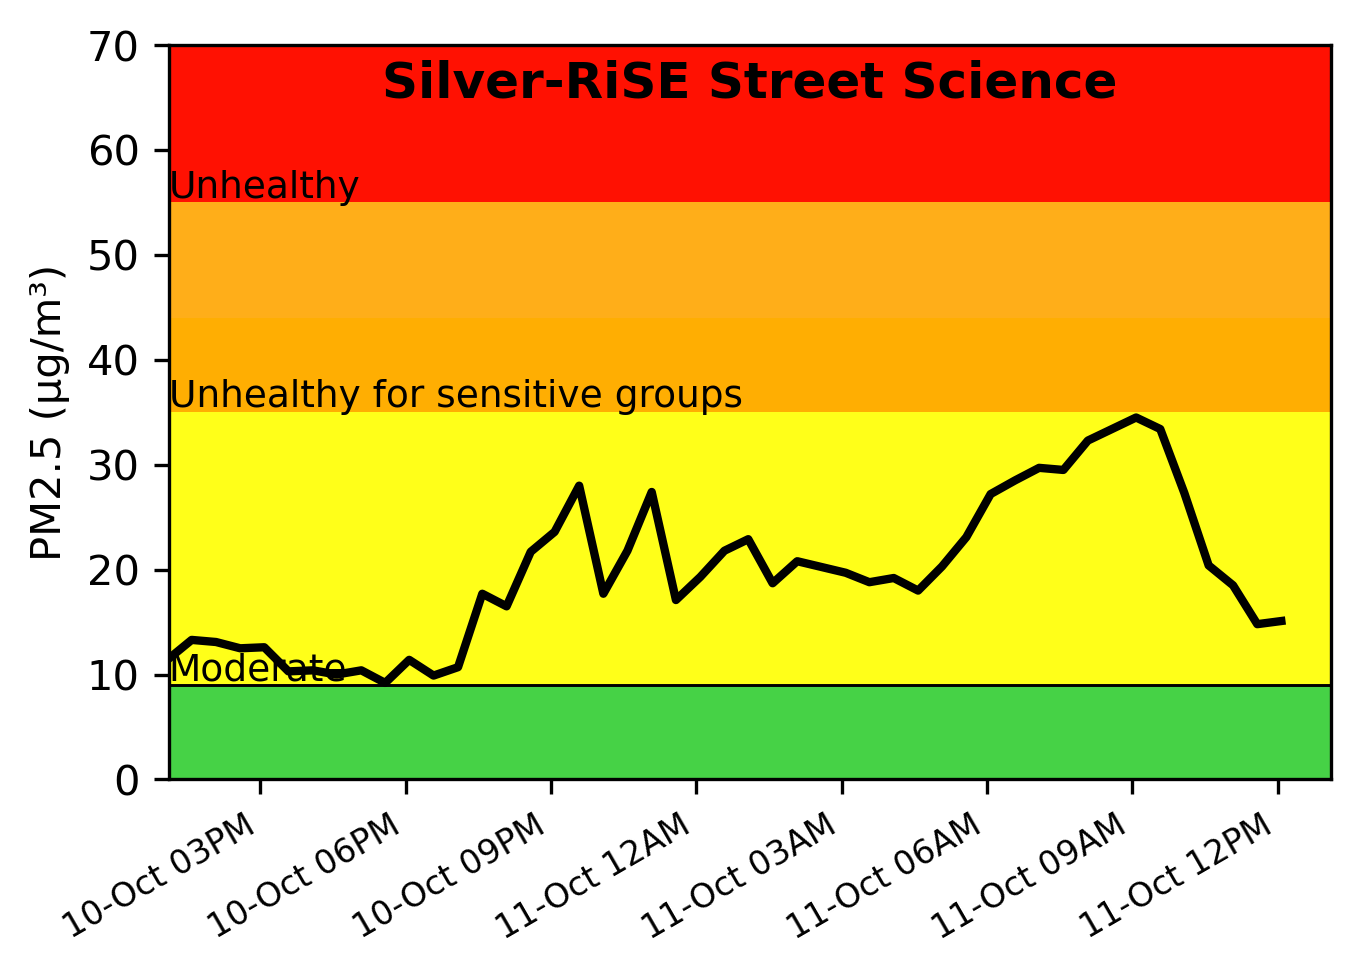 Silver-RiSE Street Science
70
60
50
40
30
20
10
0
PM2.5 (µg/m³)
Unhealthy
Unhealthy for sensitive groups
Moderate
10-Oct 03PM
10-Oct 06PM
10-Oct 09PM
11-Oct 12AM
11-Oct 03AM
11-Oct 06AM
11-Oct 09AM
11-Oct 12PM